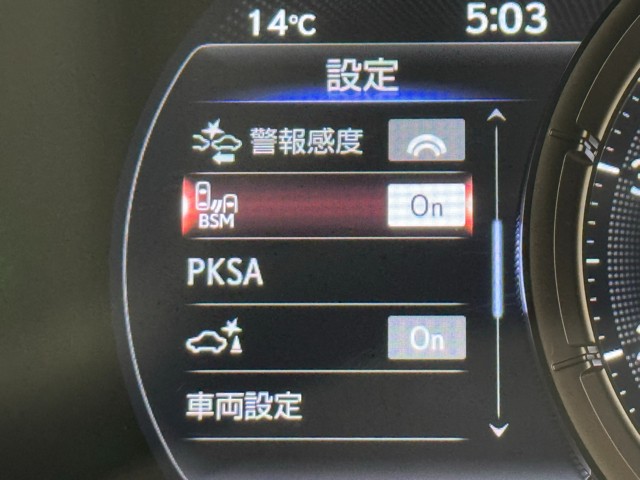 14℃ 5:03
設定
警報感度
BSM On
PKSA
On
車両設定